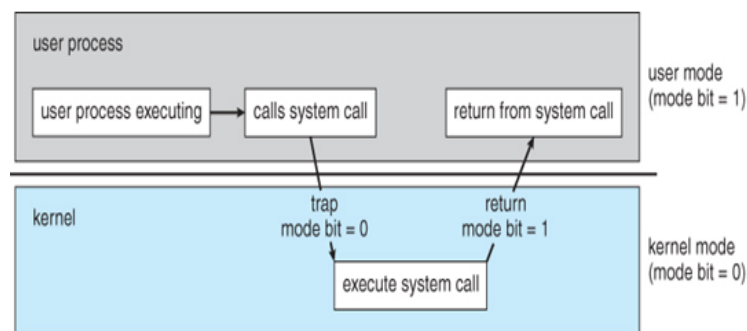 user process
user process executing
calls system call
return from system call
user mode
(mode bit = 1)
trap
mode bit = 0
return
mode bit = 1
kernel
execute system call
kernel mode
(mode bit = 0)